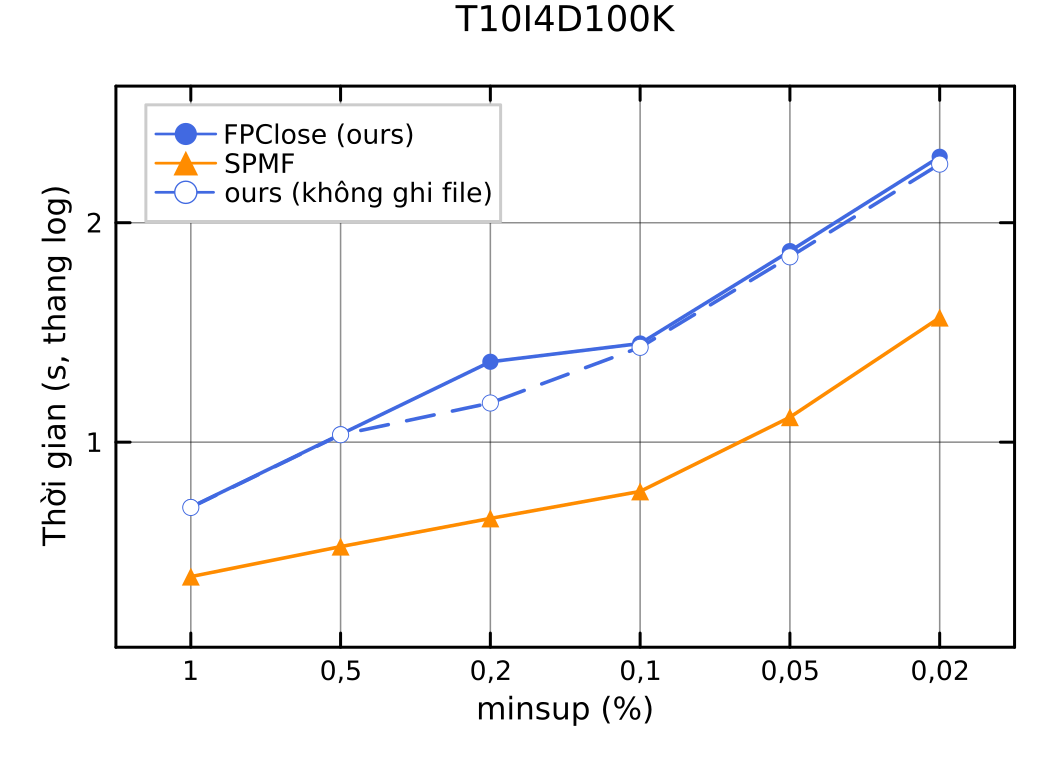 T10I4D100K
FPClose (ours)
SPMF
ours (không ghi file)
Thời gian (s, thang log)
2
1
1 0,5 0,2 0,1 0,05 0,02
minsup (%)